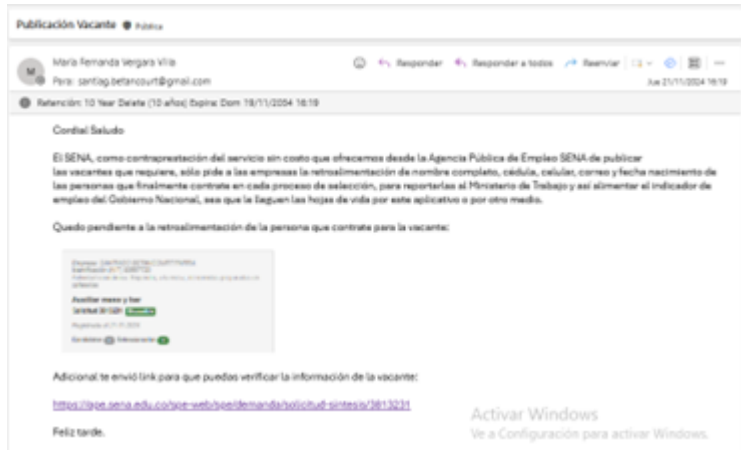 Publicación Vacante Pública
María Fernanda Vergara Villa
Responder Responder a todos Reenviar
M
Para: santiag.betancourt@gmail.com
Jue 21/11/2024 16:19
Retención: 10 Year Delete (10 años) Expira: Dom 19/11/2034 16:19
Cordial Saludo
El SENA, como contraprestación del servicio sin costo que ofrecemos desde la Agencia Pública de Empleo SENA de publicar
las vacantes que requiere, sólo pide a las empresas la retroalimentación de nombre completo, cédula, celular, correo y fecha nacimiento de
las personas que finalmente contrate en cada proceso de selección, para reportarlas al Ministerio de Trabajo y así alimentar el indicador de
empleo del Gobierno Nacional, sea que le lleguen las hojas de vida por este aplicativo o por otro medio.
Quedo pendiente a la retroalimentación de la persona que contrate para la vacante:
Auxiliar mesa y bar
Adicional te envió link para que puedas verificar la información de la vacante:
https://ape.sena.edu.co/spe-web/spe/demanda/solicitud-sintesis/3813231
Feliz tarde.
Activar Windows
Ve a Configuración para activar Windows.